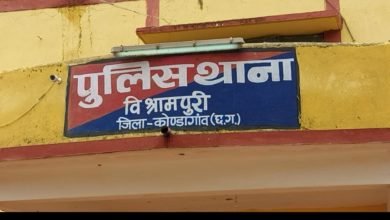 पुलिस थाना
विश्रामपुरी
जिला-कोण्डागांव (छ.ग.)